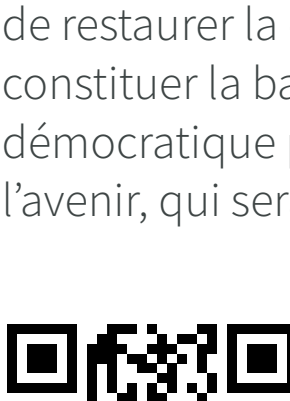 de restaurer la
constituer la ba
démocratique
l’avenir, qui ser